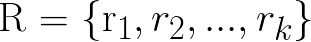 R = {r₁, r₂, ..., rₖ}